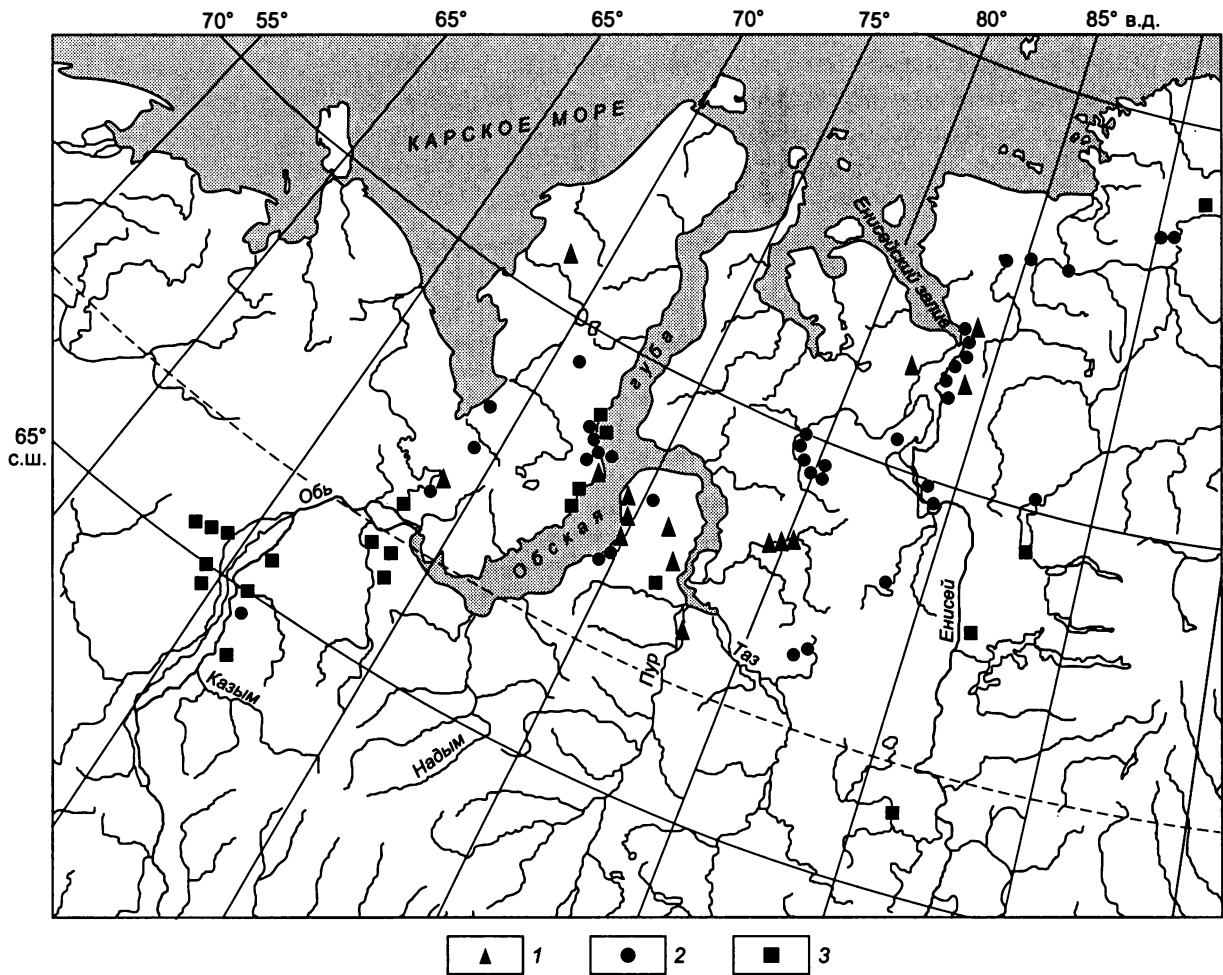 70° 55° 65° 65° 70° 75° 80° 85° в.д.
КАРСКОЕ МОРЕ
Енисейский залив
губа
65°
с.ш.
Обь
Обская
Енисей
Таз
Пур
Казым
Надым
1 2 3